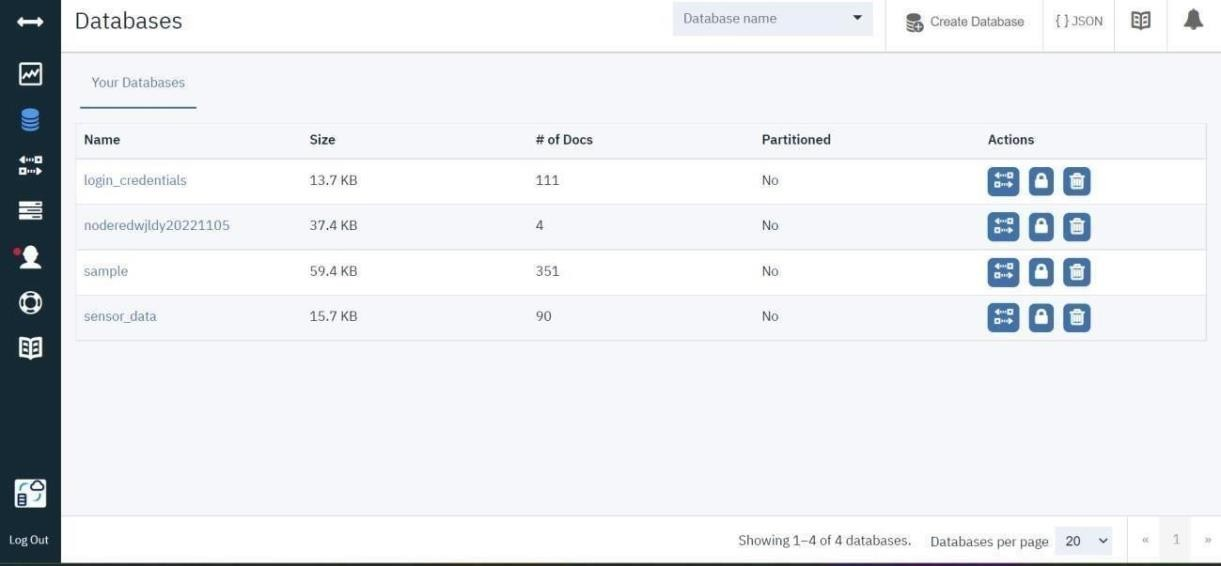 Databases
Database name
Create Database
{ } JSON
Your Databases
Name Size # of Docs Partitioned Actions
login_credentials 13.7 KB 111 No
noderedwjldy20221105 37.4 KB 4 No
sample 59.4 KB 351 No
sensor_data 15.7 KB 90 No
Log Out
Showing 1–4 of 4 databases. Databases per page 20 « 1 »